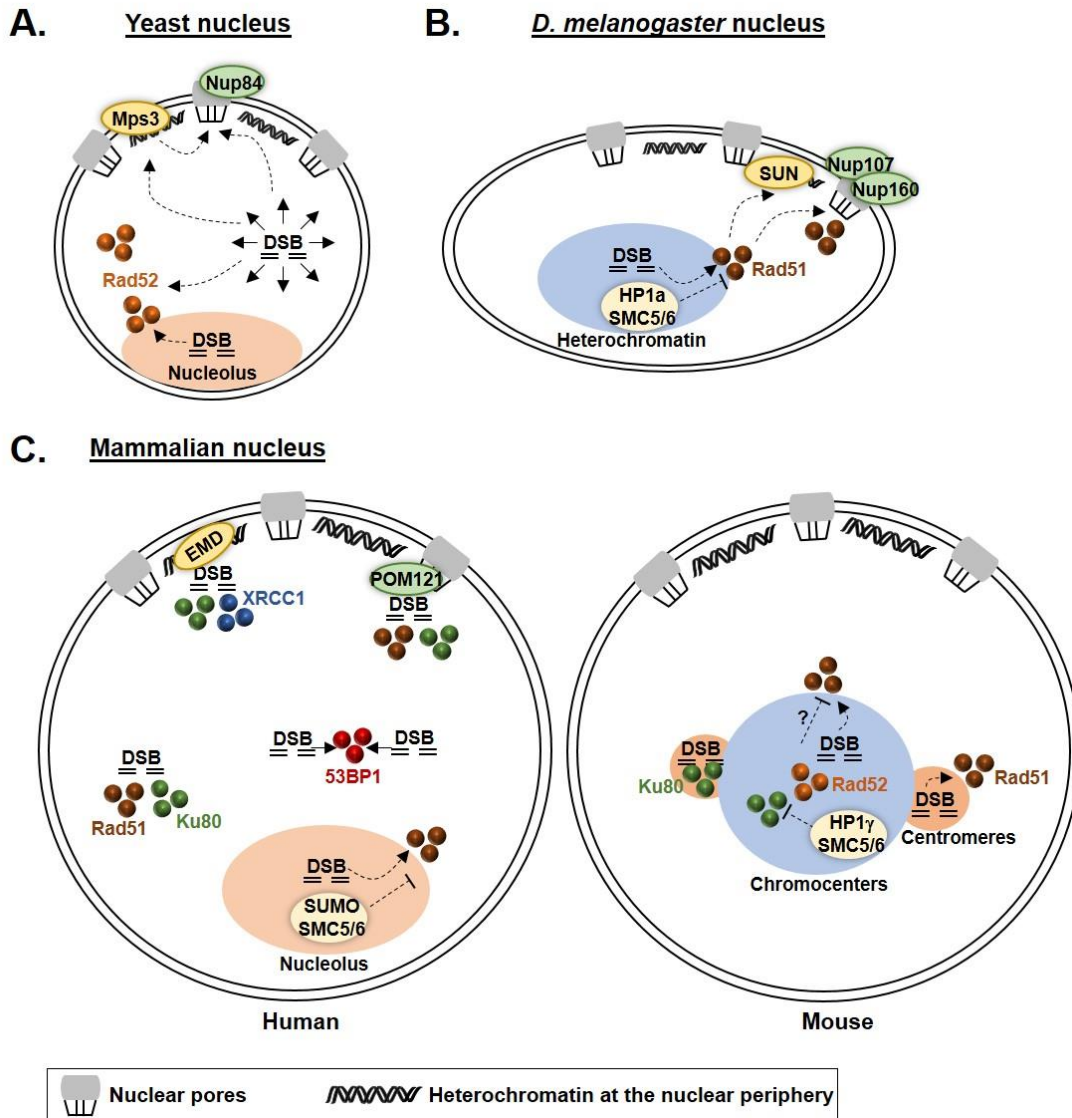 A.
Yeast nucleus
Nup84
Mps3
DSB
Rad52
DSB
Nucleolus
B.
D. melanogaster nucleus
Nup107
SUN
Nup160
DSB
Rad51
HP1a
SMC5/6
Heterochromatin
C.
Mammalian nucleus
EMD
DSB
XRCC1
POM121
DSB
DSB
DSB
53BP1
DSB
Rad51
Ku80
DSB
SUMO
SMC5/6
Nucleolus
Human
?
DSB
DSB
Ku80
Rad52
Rad51
DSB
HP1γ
SMC5/6
Centromeres
Chromocenters
Mouse
Nuclear pores
Heterochromatin at the nuclear periphery